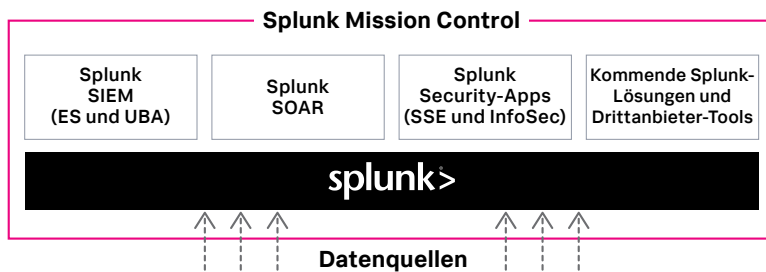 Splunk Mission Control
Splunk
SIEM
(ES und UBA)
Splunk
SOAR
Splunk
Security-Apps
(SSE und InfoSec)
Kommende Splunk-
Lösungen und
Drittanbieter-Tools
splunk>
Datenquellen